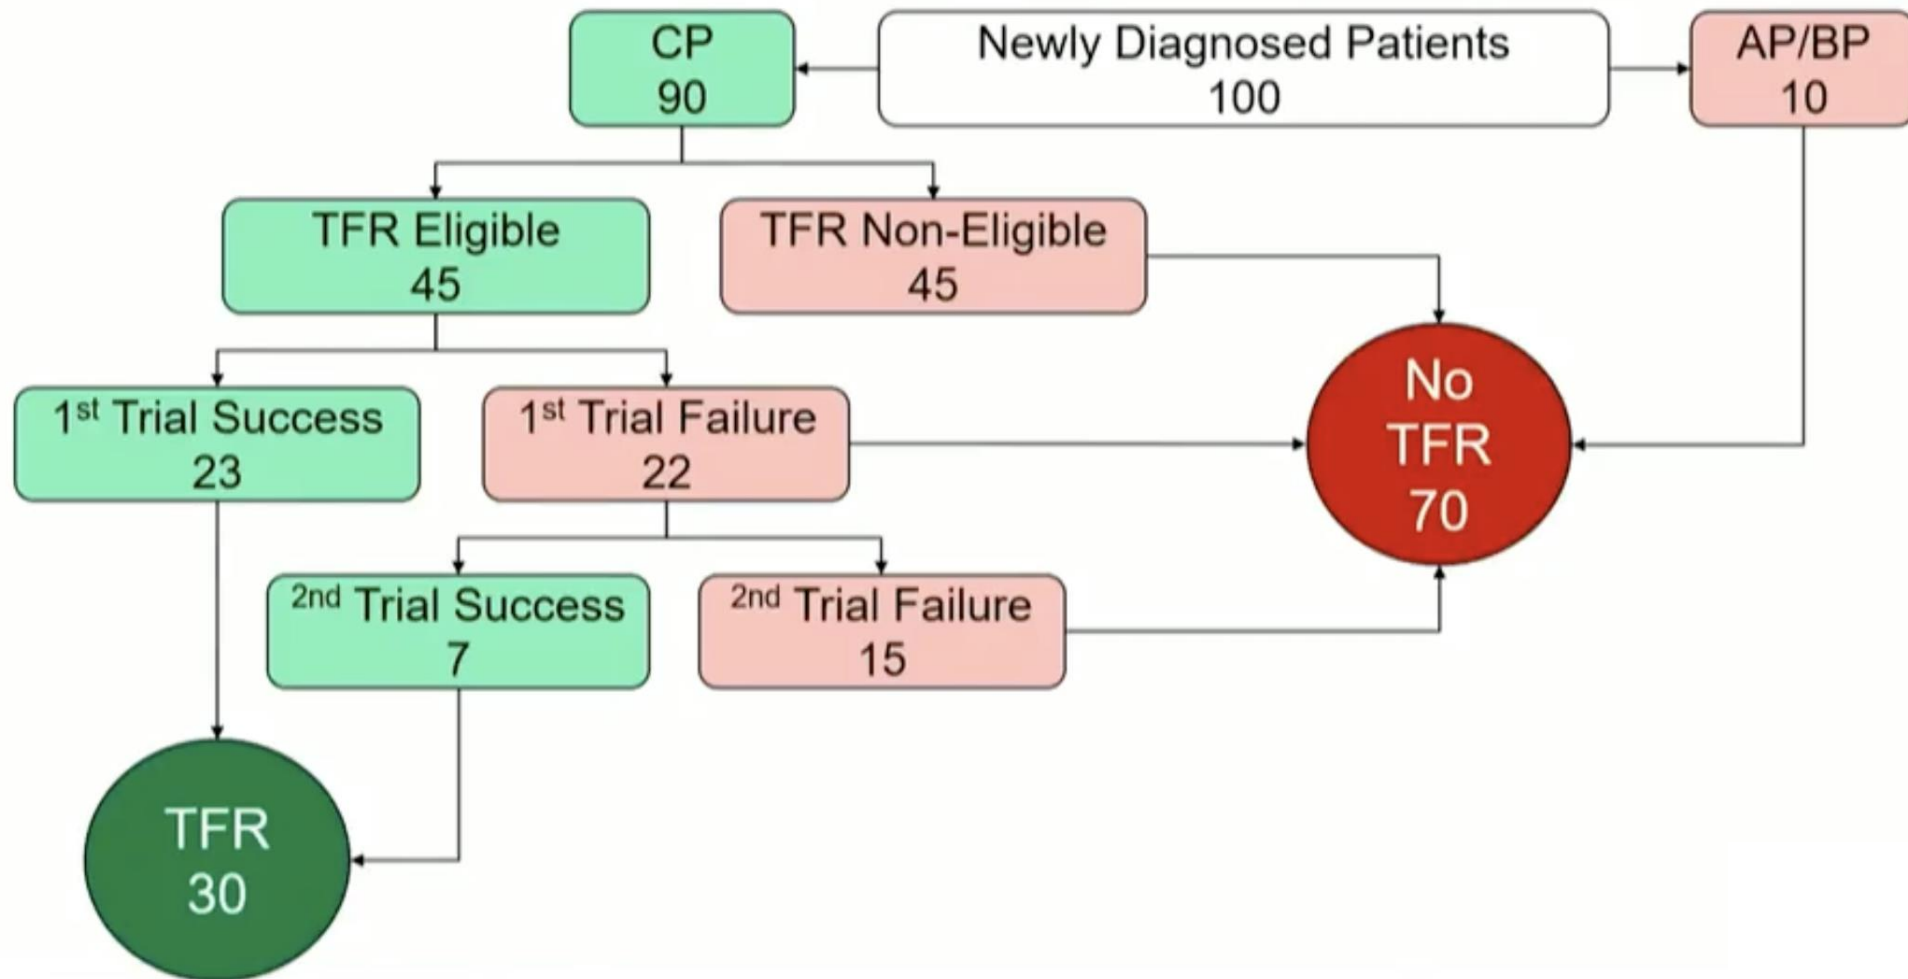 CP
90
Newly Diagnosed Patients
100
AP/BP
10
TFR Eligible
45
TFR Non-Eligible
45
1st Trial Success
23
1st Trial Failure
22
No
TFR
70
2nd Trial Success
7
2nd Trial Failure
15
TFR
30